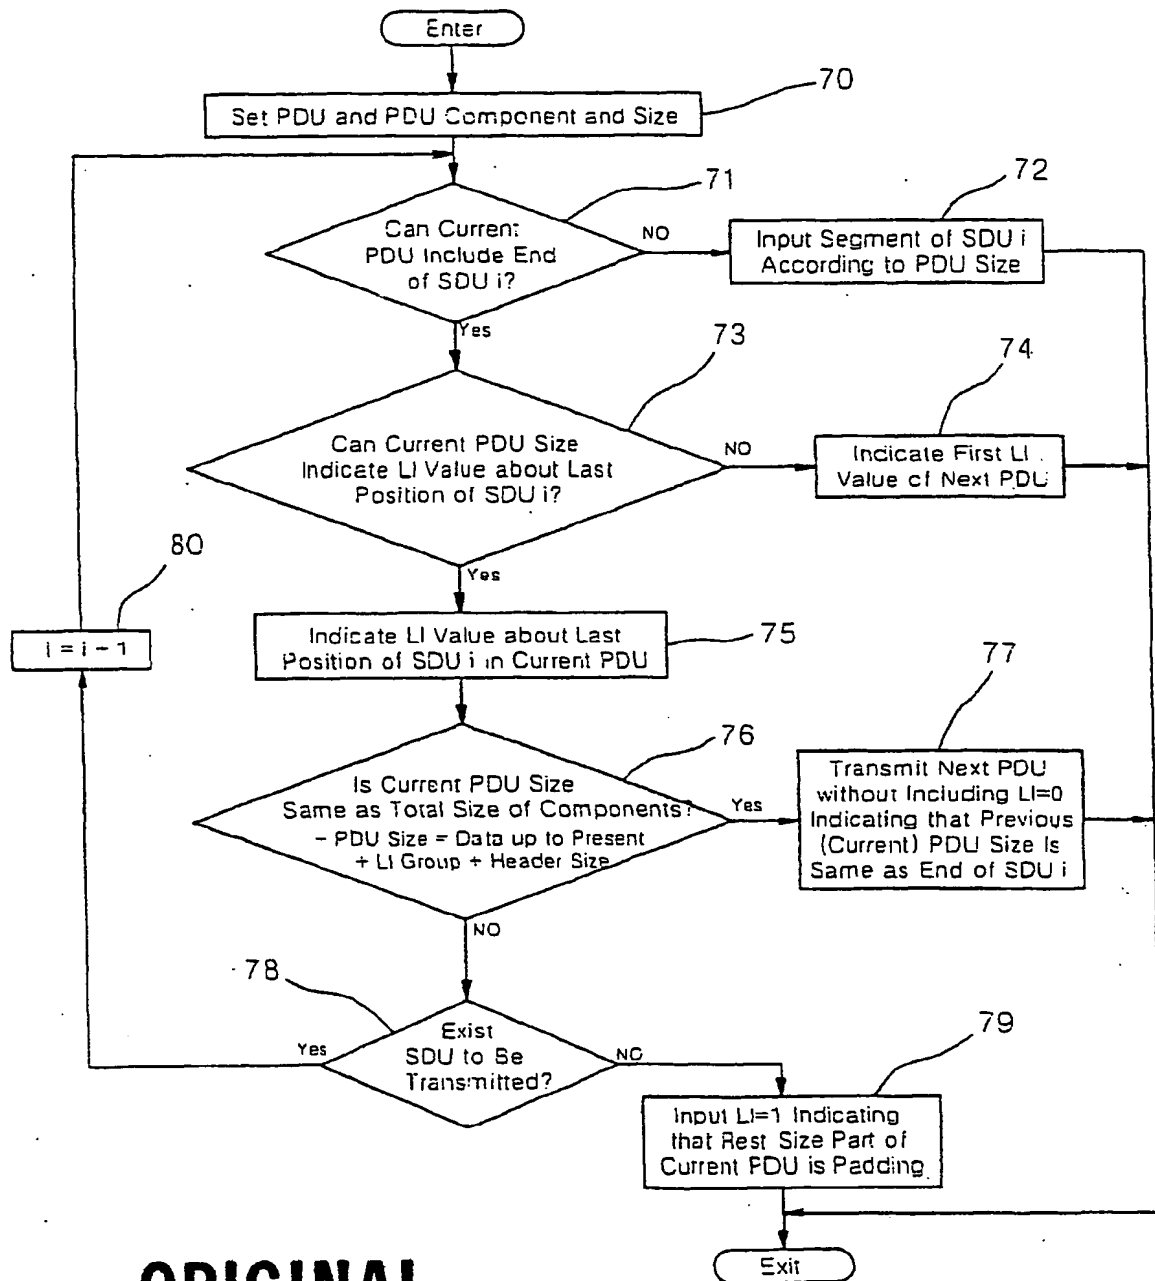 Enter
70
Set PDU and PDU Component and Size
71
72
Can Current
PDU Include End
of SDU i?
NO
Input Segment of SDU i
According to PDU Size
Yes
73
74
Can Current PDU Size
Indicate LI Value about Last
Position of SDU i?
NO
Indicate First LI
Value of Next PDU
80
Yes
i = i - 1
Indicate LI Value about Last
Position of SDU i in Current PDU
75
77
76
Is Current PDU Size
Same as Total Size of Components?
- PDU Size = Data up to Present
+ LI Group + Header Size
Yes
Transmit Next PDU
without Including LI=0
Indicating that Previous
(Current) PDU Size Is
Same as End of SDU i
NO
78
79
Yes
Exist
SDU to Be
Transmitted?
NO
Input LI=1 Indicating
that Rest Size Part of
Current PDU is Padding
Exit
ORIGINAL